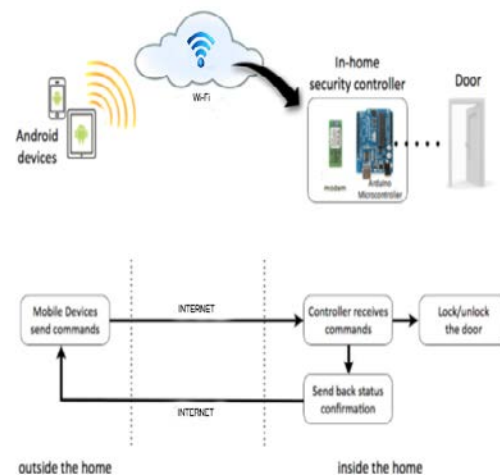 Wi-Fi
In-home
security controller
Door
Android
devices
modem
Arduino
Microcontroller
Mobile Devices
send commands
INTERNET
Controller receives
commands
Lock/unlock
the door
Send back status
confirmation
INTERNET
outside the home
inside the home